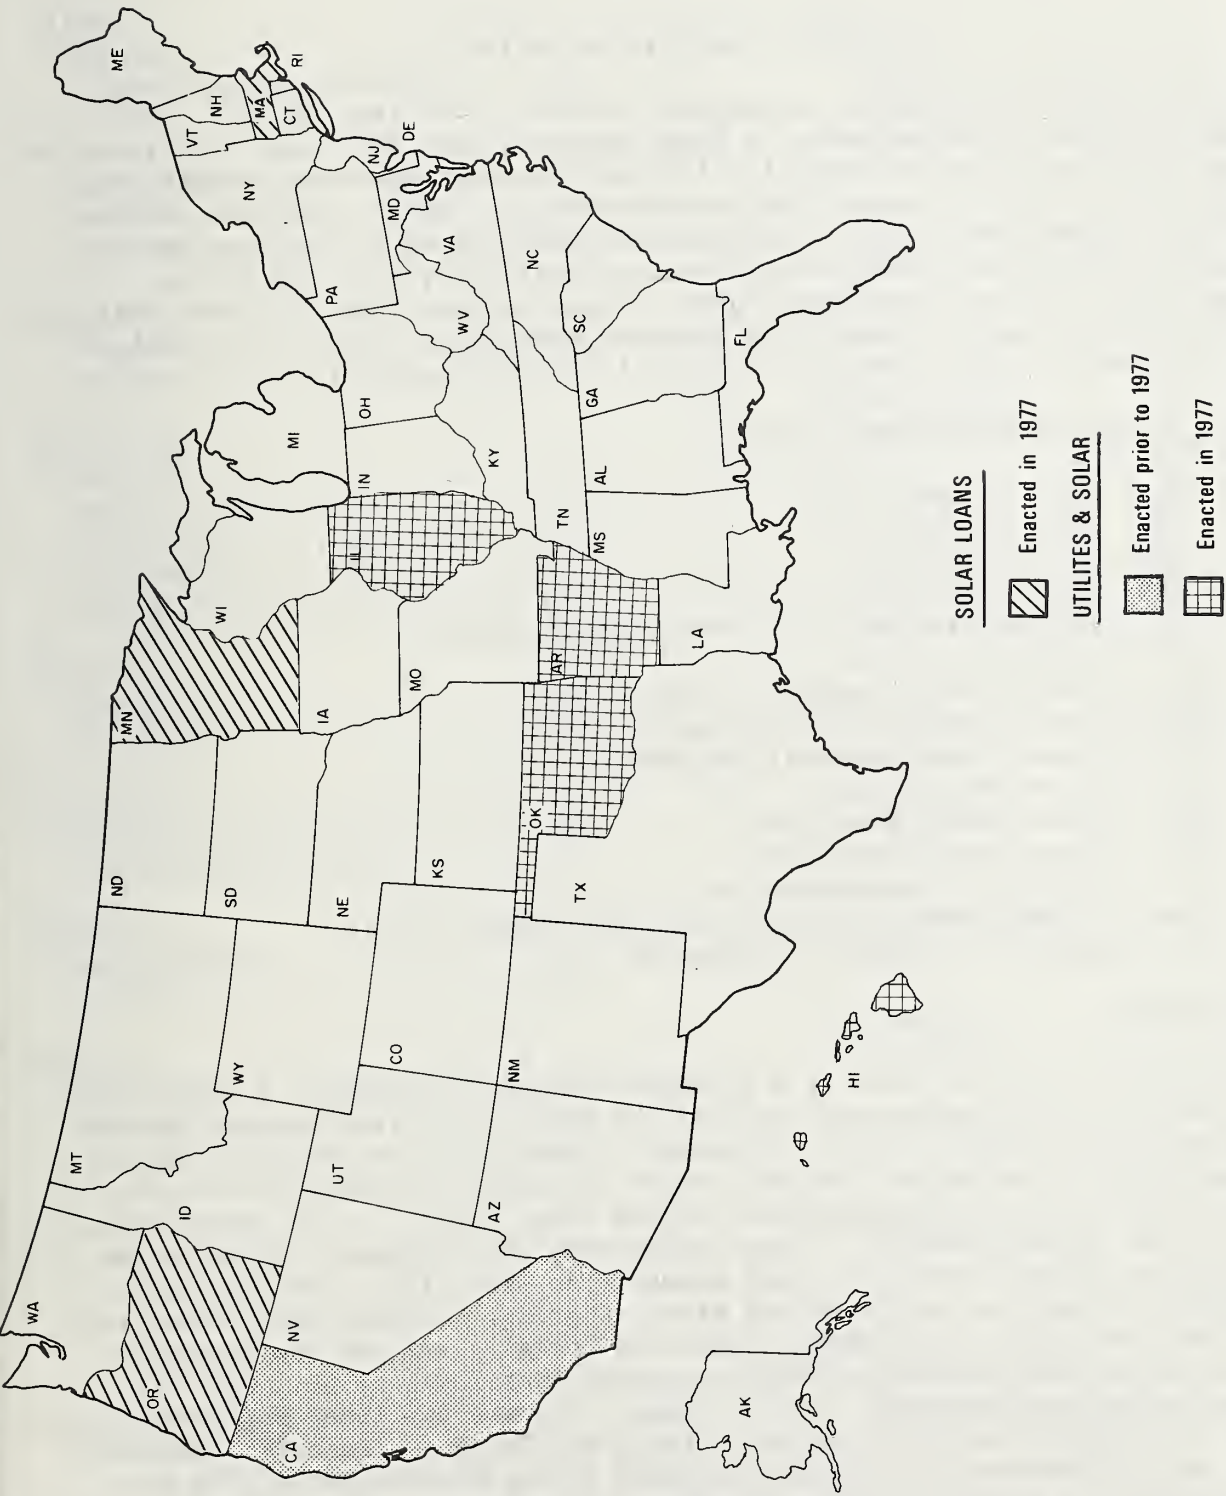 WA
MT
ND
MN
OR
ID
WY
SD
WI
MI
NY
VT
NH
ME
MA
CT
RI
CA
NV
UT
CO
NE
KS
IA
MO
IL
IN
OH
PA
NJ
DE
MD
VA
WV
KY
AZ
NM
OK
TX
AR
LA
TN
MS
AL
GA
SC
NC
FL
AK
HI
SOLAR LOANS
Enacted in 1977
UTILITES & SOLAR
Enacted prior to 1977
Enacted in 1977